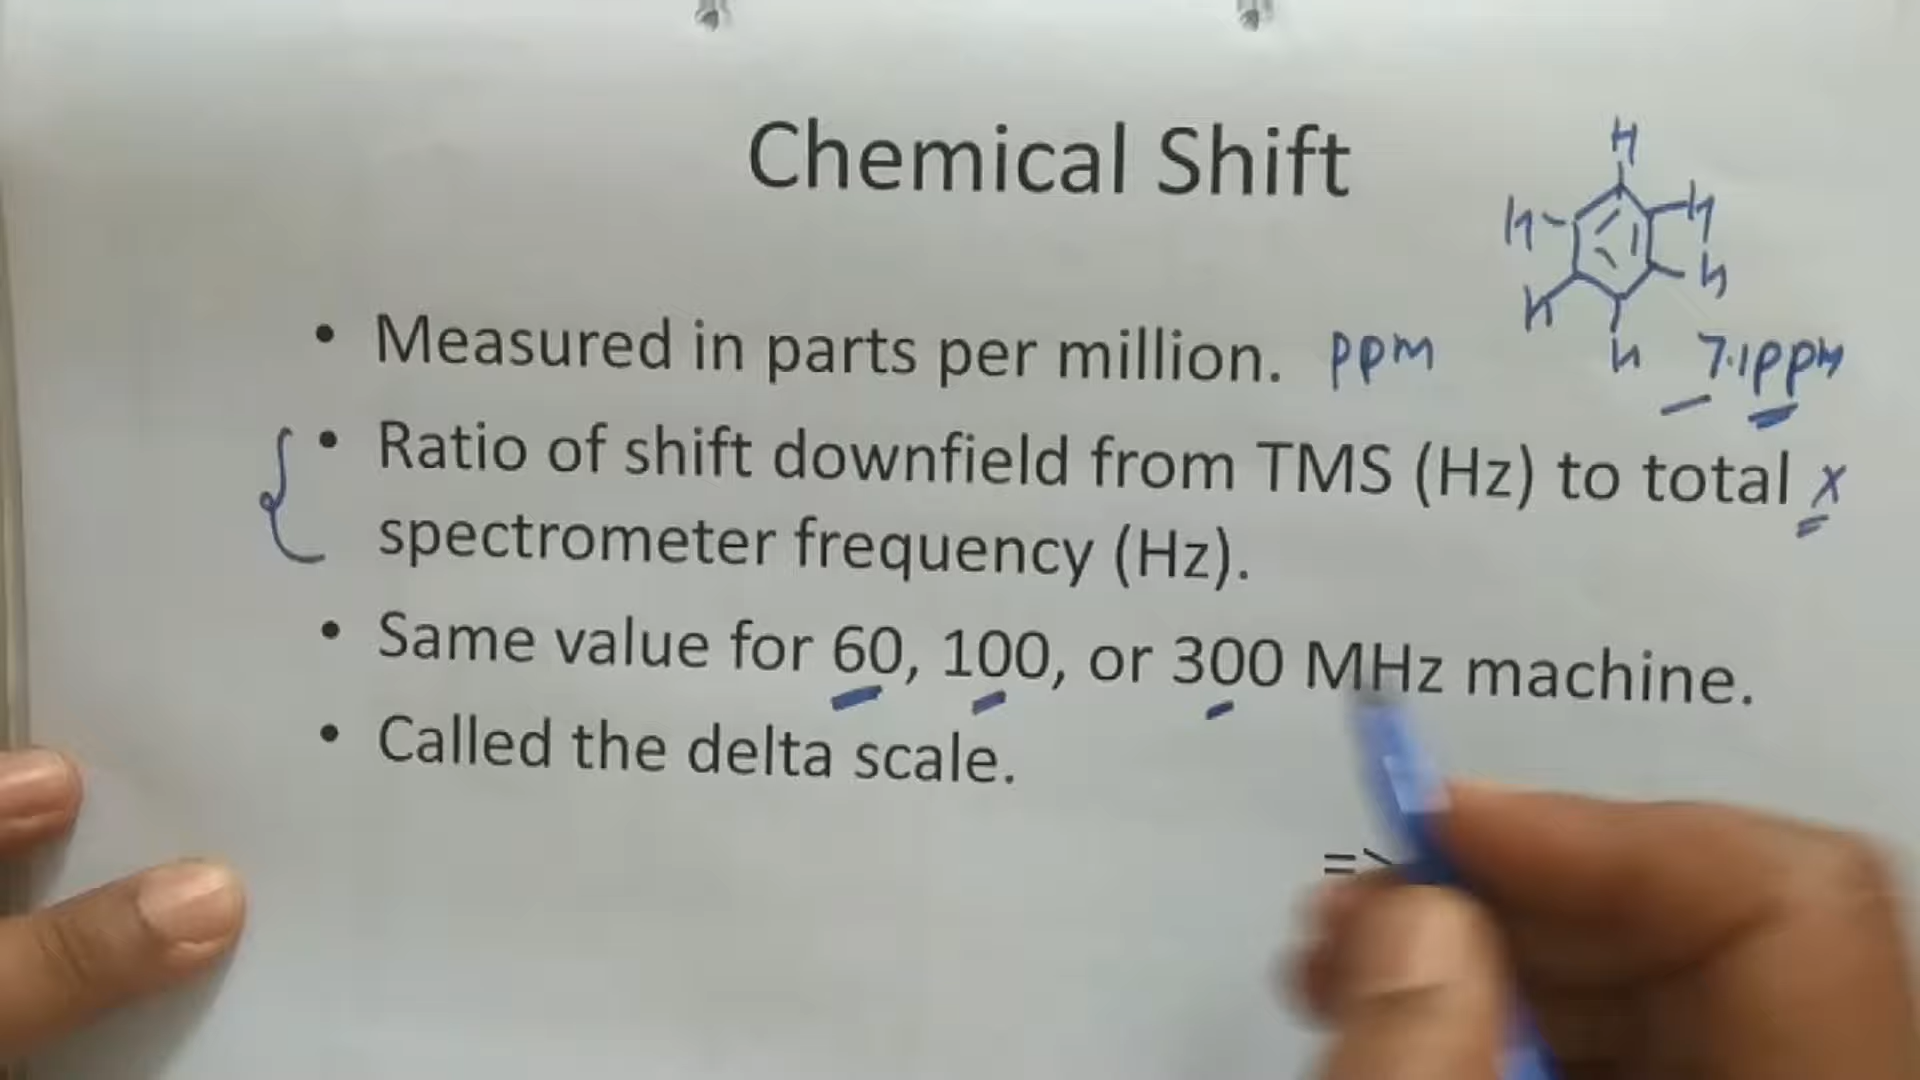 Chemical Shift
H
H
H
H
H
H
7.1ppm
• Measured in parts per million. ppm
• Ratio of shift downfield from TMS (Hz) to total x
spectrometer frequency (Hz).
• Same value for 60, 100, or 300 MHz machine.
• Called the delta scale.
=>